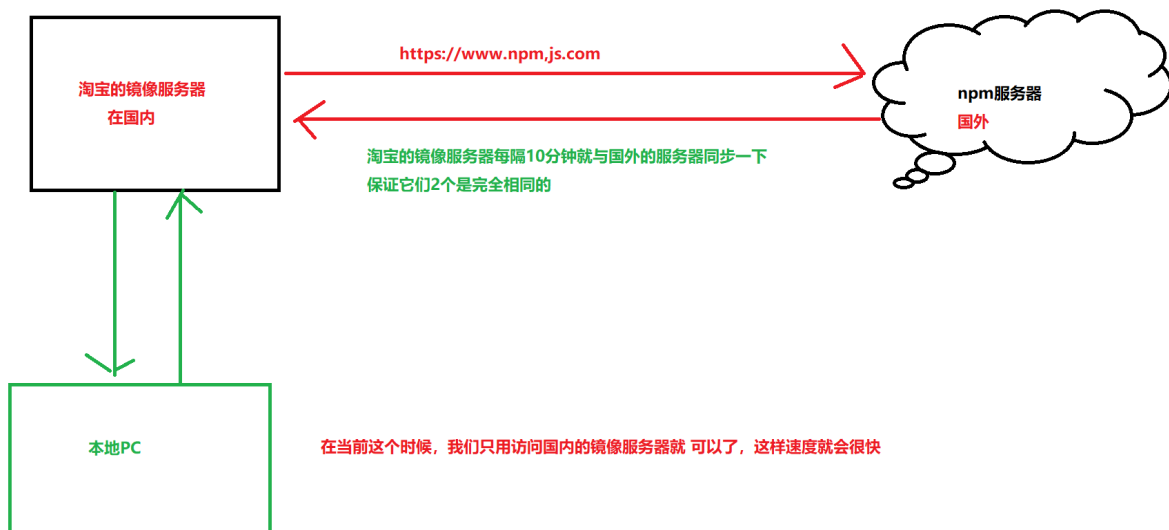 https://www.npm,js.com
淘宝的镜像服务器
在国内
npm服务器
国外
淘宝的镜像服务器每隔10分钟就与国外的服务器同步一下
保证它们2个是完全相同的
本地PC
在当前这个时候，我们只用访问国内的镜像服务器就 可以了，这样速度就会很快